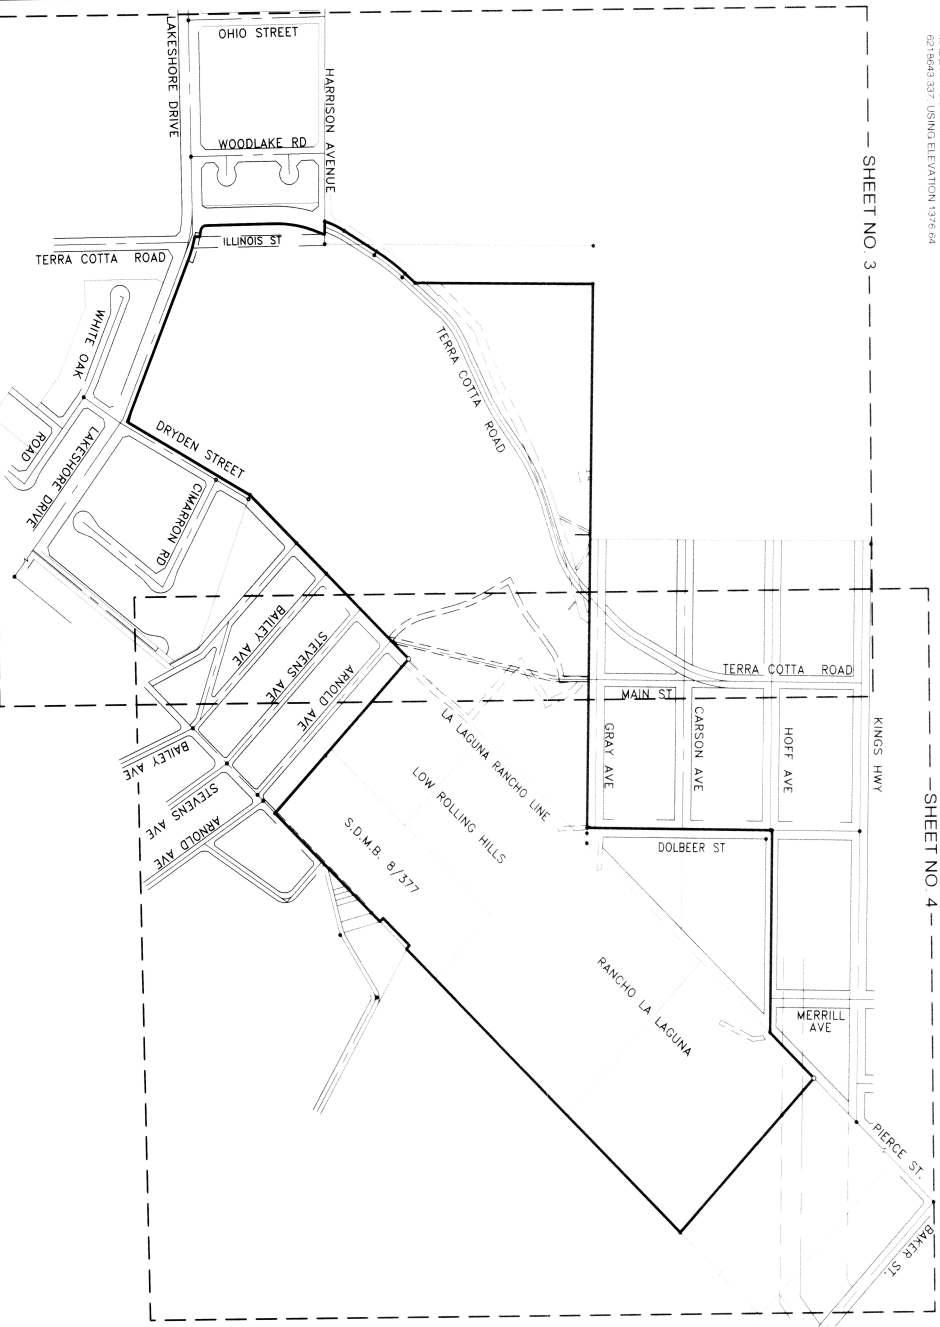 6218643.337, USING ELEVATION 1376.64
SHEET NO. 3
OHIO STREET
LAKESHORE DRIVE
HARRISON AVENUE
WOODLAKE RD
ILLINOIS ST
TERRA COTTA ROAD
WHITE OAK
ROAD
LAKESHORE DRIVE
DRYDEN STREET
CIMARRON RD
TERRA COTTA ROAD
BAILEY AVE
STEVENS AVE
ARNOLD AVE
TERRA COTTA ROAD
MAIN ST
GRAY AVE
CARSON AVE
HOFF AVE
KINGS HWY
SHEET NO. 4
BAILEY AVE
STEVENS AVE
ARNOLD AVE
LA LAGUNA RANCHO LINE
LOW ROLLING HILLS
S.D.M.B. 8/377
DOLBEER ST
RANCHO LA LAGUNA
MERRILL
AVE
PIERCE ST.
BAKER ST.